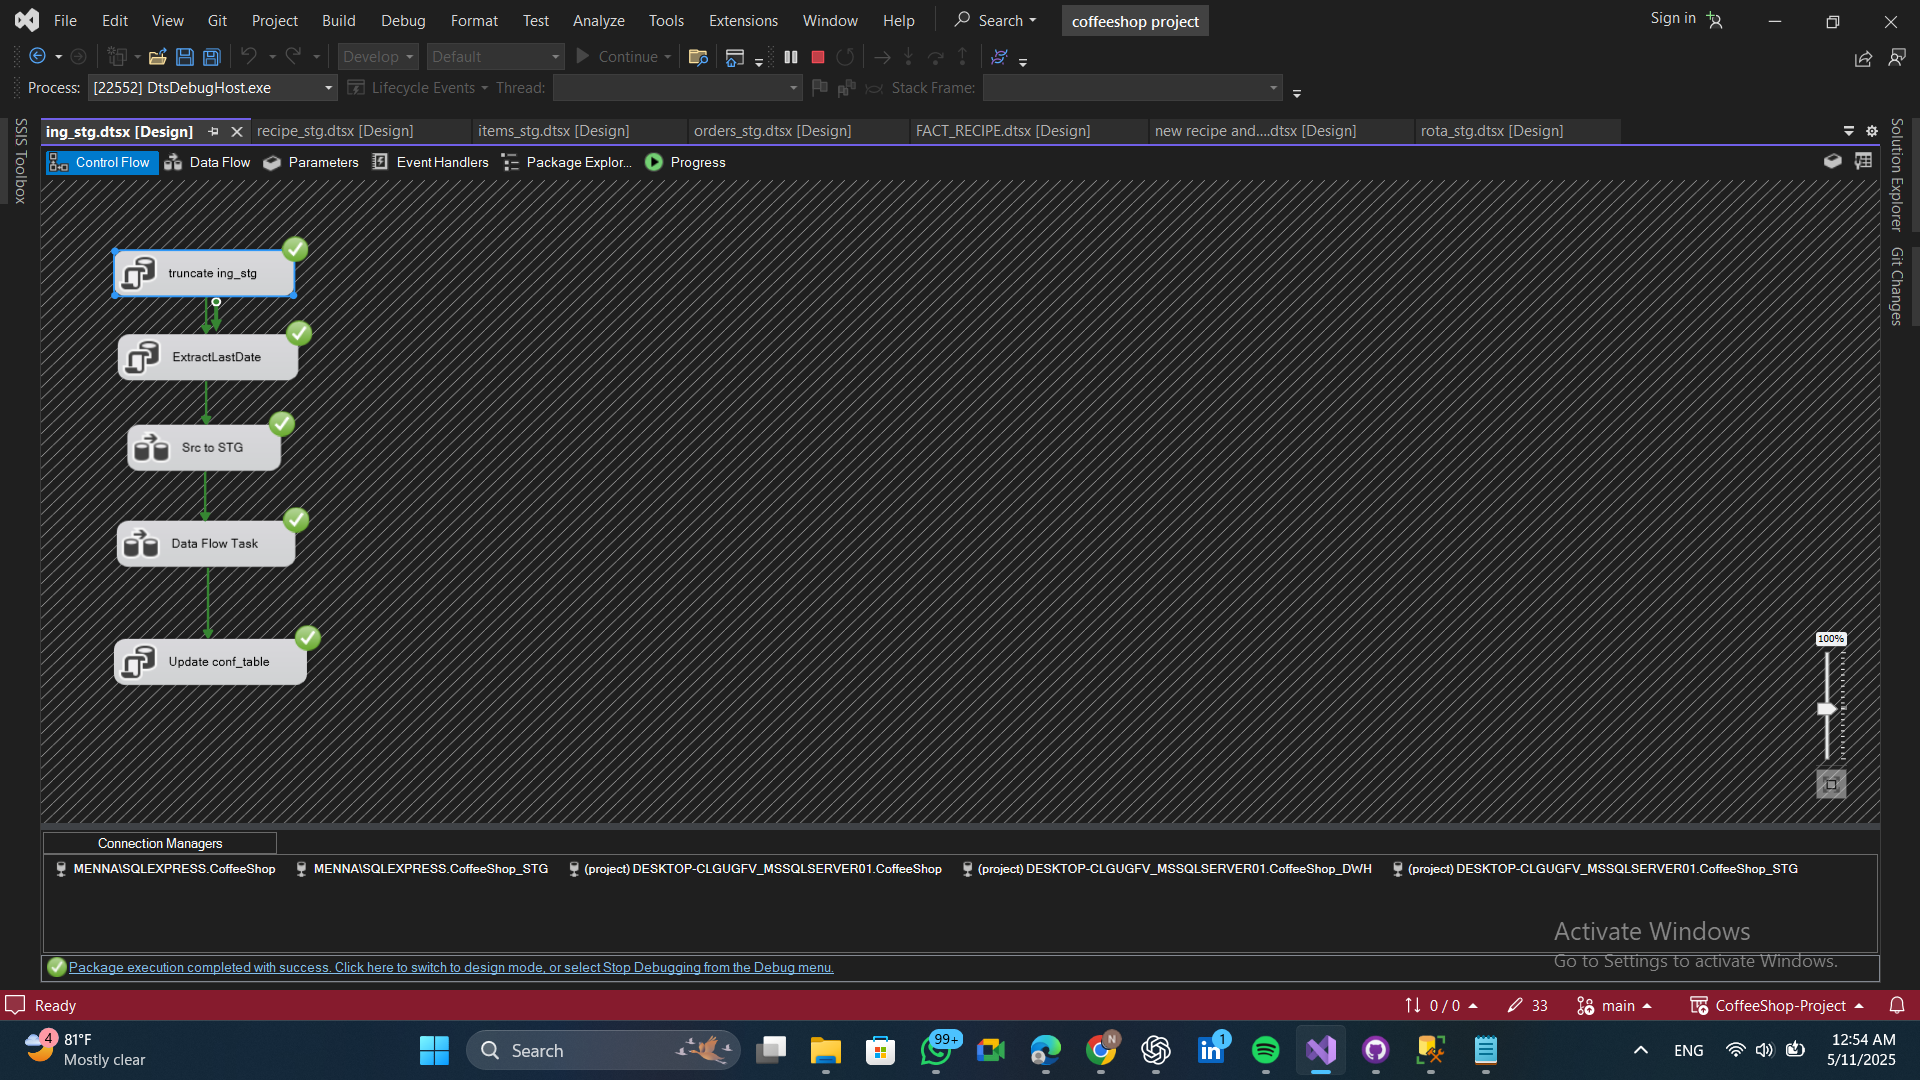 File Edit View Git Project Build Debug Format Test Analyze Tools Extensions Window Help Search coffeeshop project Sign in
Develop Default Continue
Process: [22552] DtsDebugHost.exe Lifecycle Events Thread: Stack Frame:
SSIS Toolbox
ing_stg.dtsx [Design] recipe_stg.dtsx [Design] items_stg.dtsx [Design] orders_stg.dtsx [Design] FACT_RECIPE.dtsx [Design] new recipe and....dtsx [Design] rota_stg.dtsx [Design]
Control Flow Data Flow Parameters Event Handlers Package Explor... Progress
Solution Explorer
Git Changes
truncate ing_stg
ExtractLastDate
Src to STG
Data Flow Task
Update conf_table
100%
Connection Managers
MENNA\SQLEXPRESS.CoffeeShop MENNA\SQLEXPRESS.CoffeeShop_STG (project) DESKTOP-CLGUGFV_MSSQLSERVER01.CoffeeShop (project) DESKTOP-CLGUGFV_MSSQLSERVER01.CoffeeShop_DWH (project) DESKTOP-CLGUGFV_MSSQLSERVER01.CoffeeShop_STG
Activate Windows
Go to Settings to activate Windows.
Package execution completed with success. Click here to switch to design mode, or select Stop Debugging from the Debug menu.
Ready 0 / 0 33 main CoffeeShop-Project
4 81°F
Mostly clear
Search 99+ N in 1 ENG 12:54 AM
5/11/2025